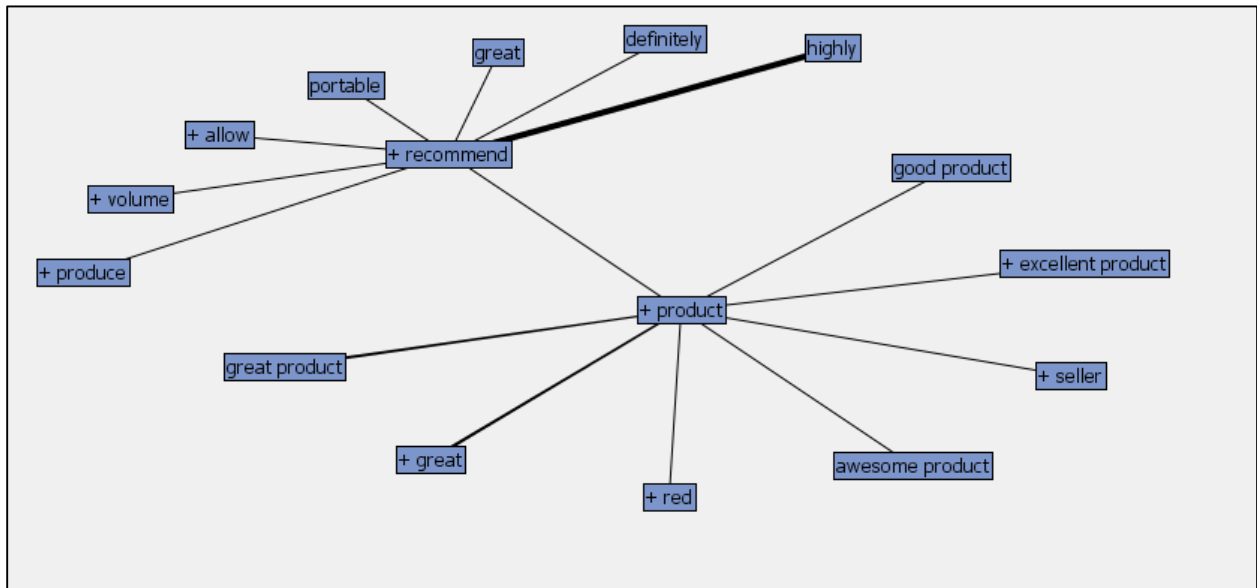 definitely
highly
great
portable
+ allow
+ recommend
good product
+ volume
+ excellent product
+ produce
+ product
great product
+ seller
+ great
awesome product
+ red